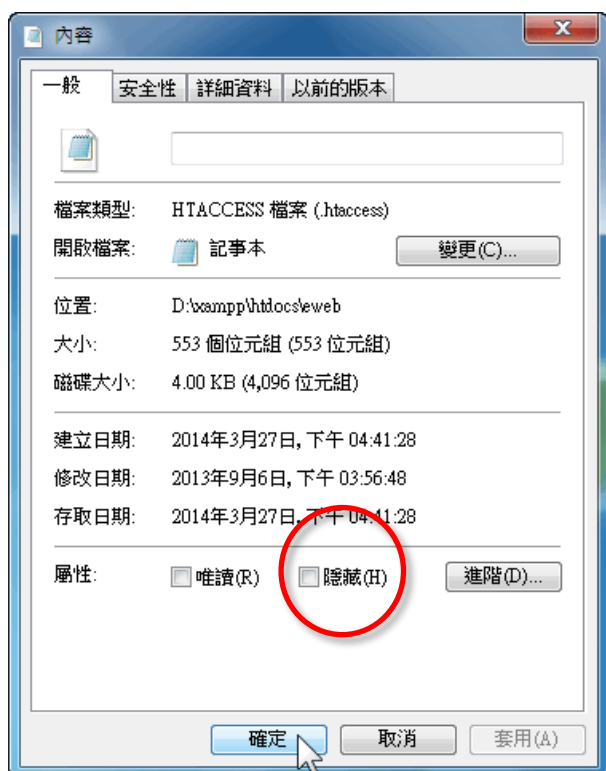 內容
一般 安全性 詳細資料 以前的版本
檔案類型: HTACCESS 檔案 (.htaccess)
開啟檔案: 記事本 變更(C)...
位置: D:\xampp\htdocs\eweb
大小: 553 個位元組 (553 位元組)
磁碟大小: 4.00 KB (4,096 位元組)
建立日期: 2014年3月27日, 下午 04:41:28
修改日期: 2013年9月6日, 下午 03:56:48
存取日期: 2014年3月27日, 下午 04:41:28
屬性: 唯讀(R) 隱藏(H) 進階(D)...
確定 取消 套用(A)